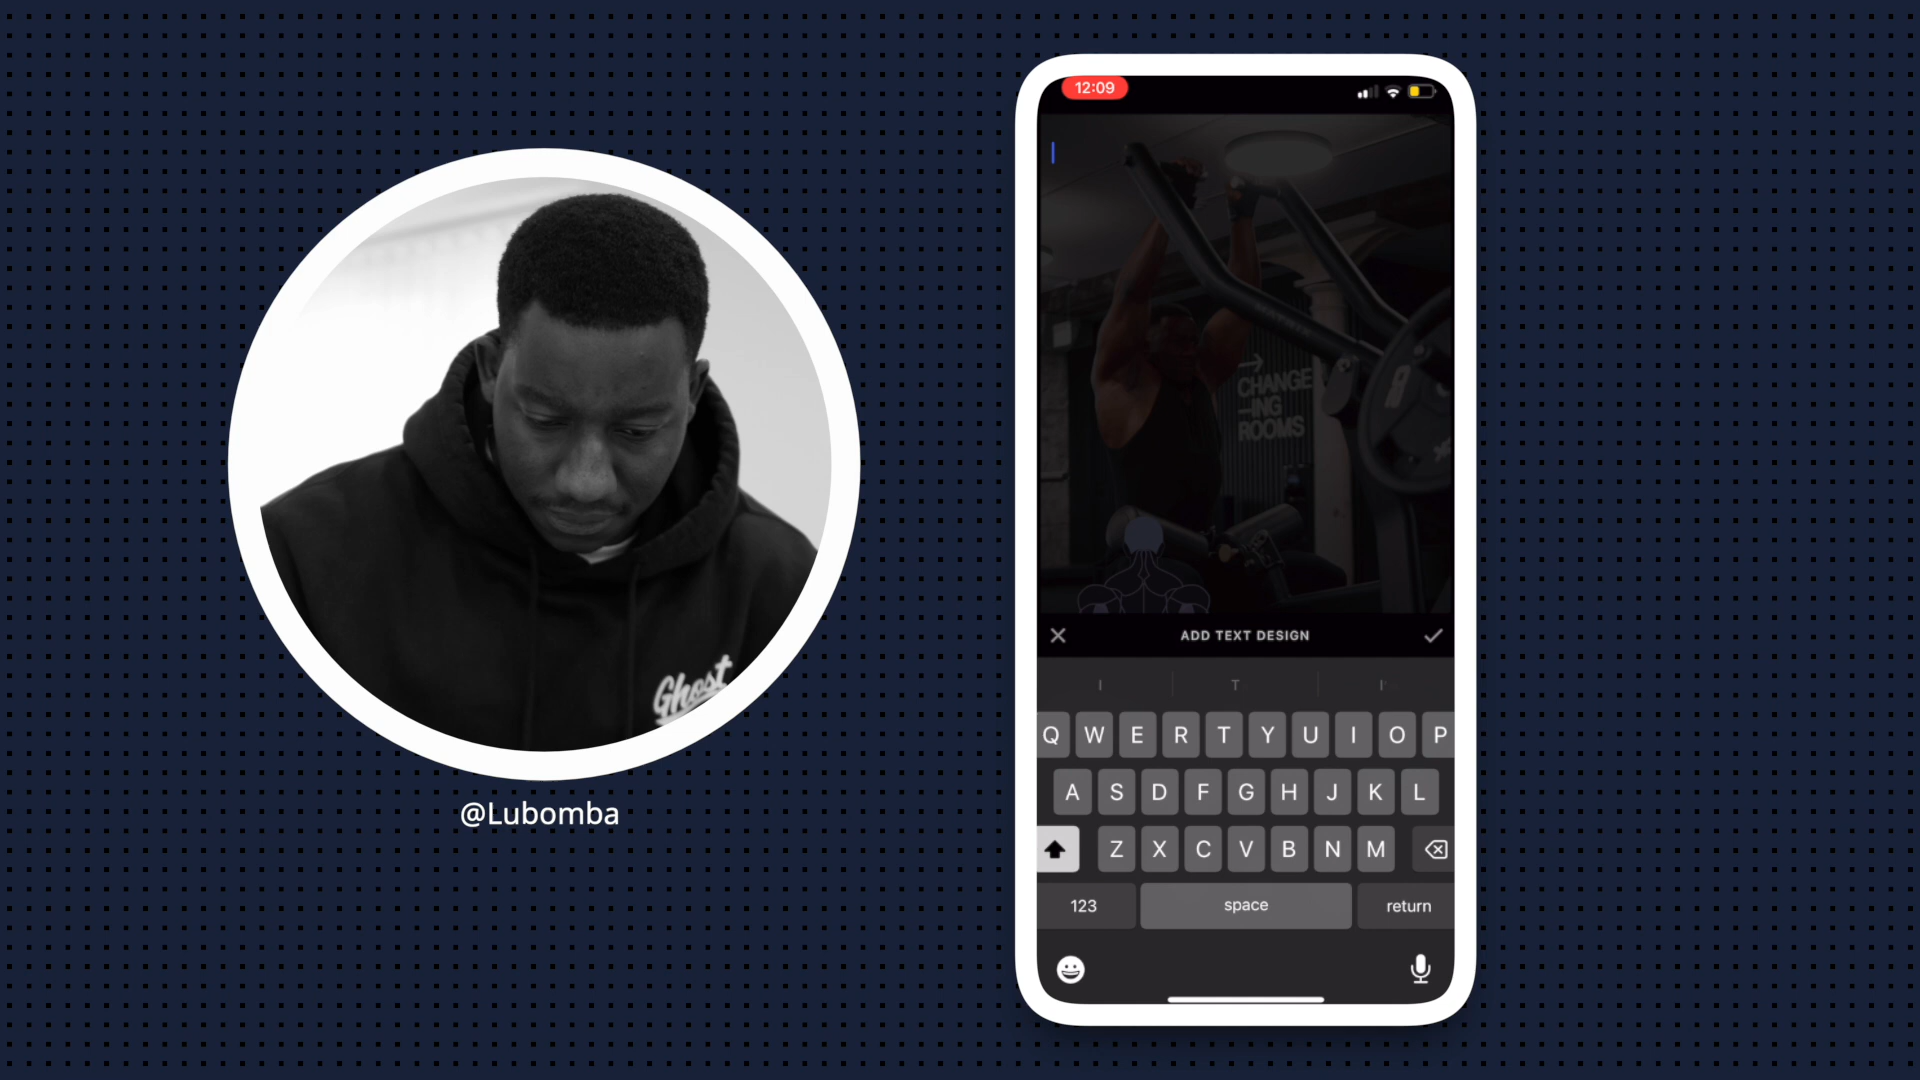 Ghost
@Lubomba
12:09
CHANGE
—ING
ROOMS
ADD TEXT DESIGN
I T I'
Q W E R T Y U I O P
A S D F G H J K L
Z X C V B N M
123 space return